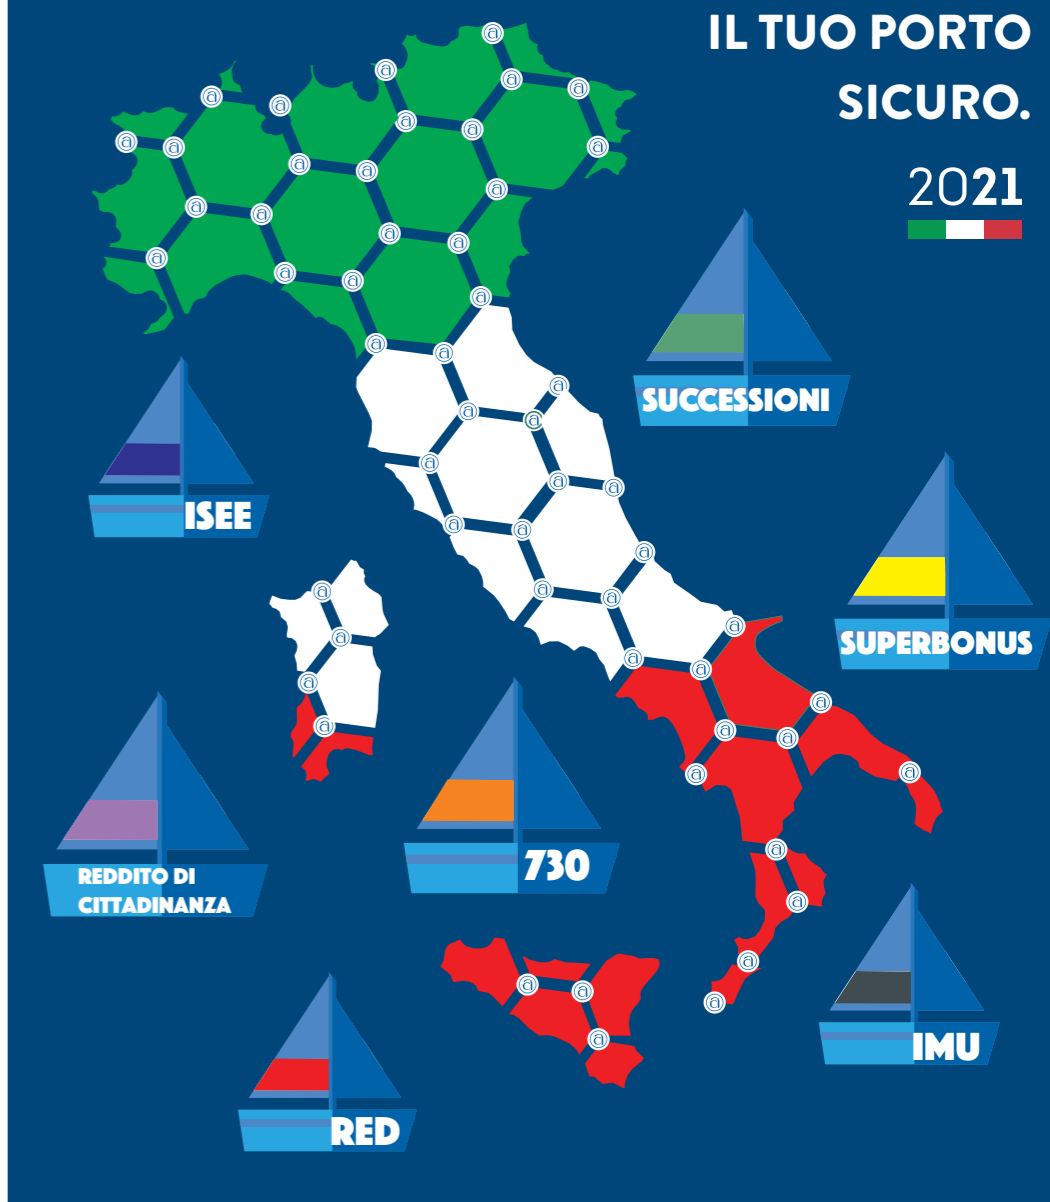 IL TUO PORTO
SICURO.
2021
SUCCESSIONI
ISEE
SUPERBONUS
REDDITO DI
CITTADINANZA
730
IMU
RED